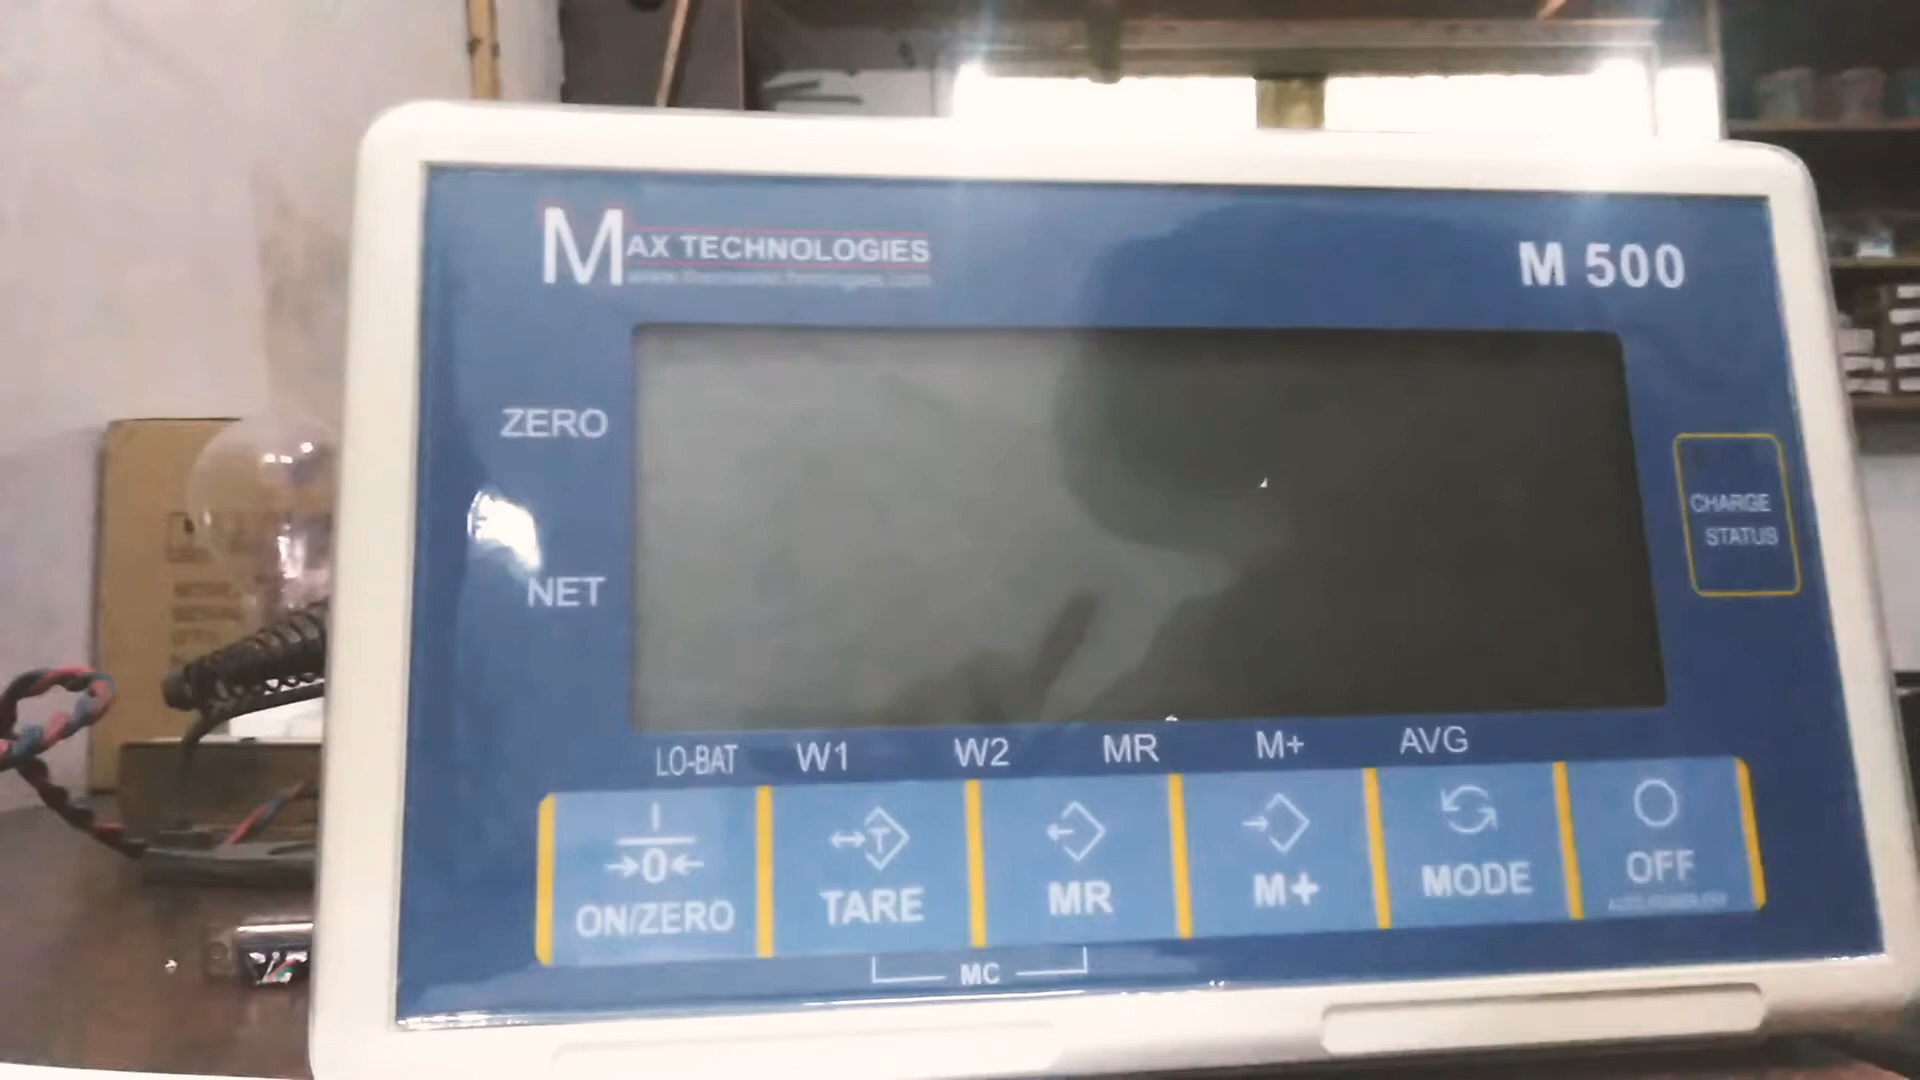 MAX TECHNOLOGIES
M 500
ZERO
NET
CHARGE
STATUS
LO-BAT W1 W2 MR M+ AVG
T
→0←
ON/ZERO TARE MR M+ MODE OFF
MC